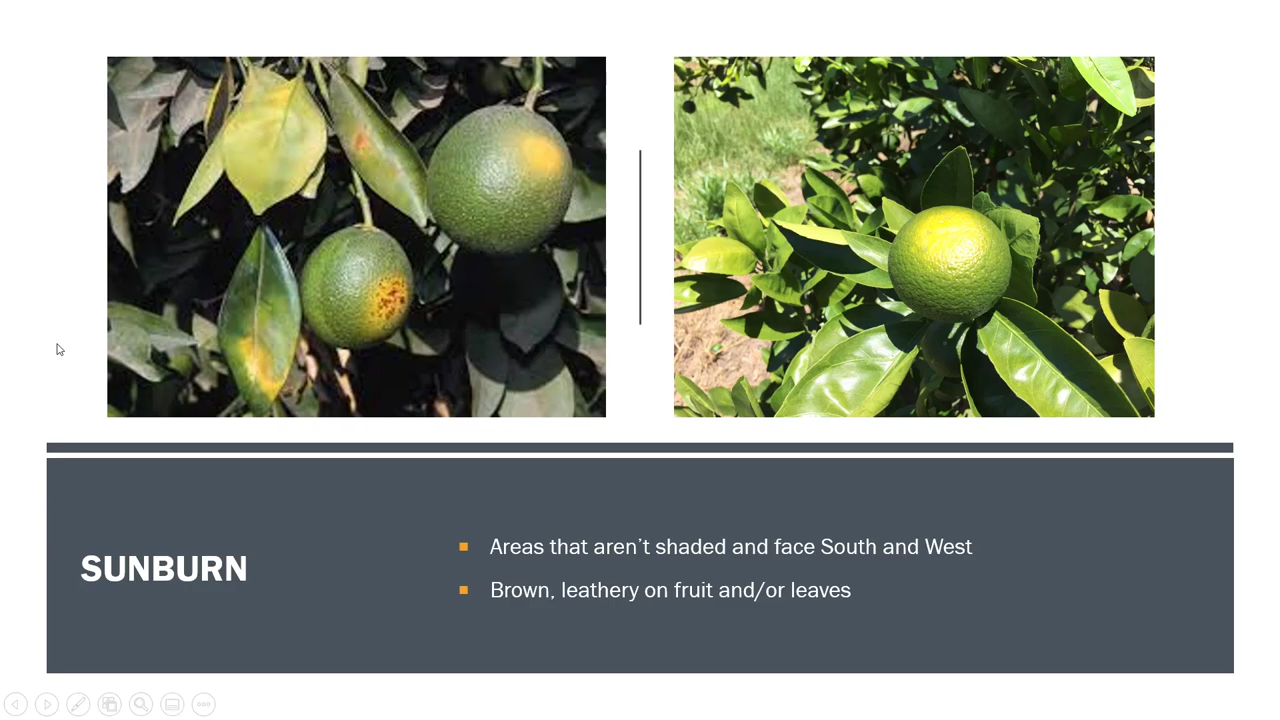 SUNBURN
Areas that aren't shaded and face South and West
Brown, leathery on fruit and/or leaves